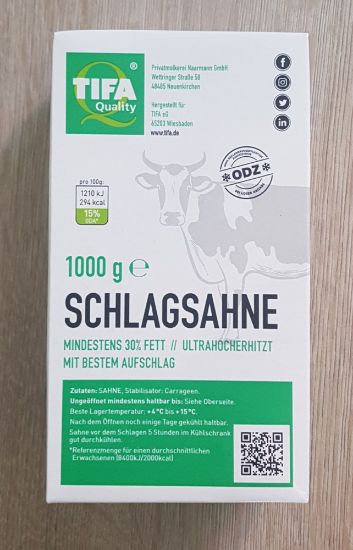 TIFA®
Quality
Privatmolkerei Naarmann GmbH
Wettringer Straße 58
48485 Neuenkirchen
Hergestellt für
TIFA eG
65203 Wiesbaden
www.tifa.de
ODZ
pro 100g:
1210 kJ
294 kcal
15%
GDA*
1000 g ℮
SCHLAGSAHNE
MINDESTENS 30% FETT // ULTRAHOCHERHITZT
MIT BESTEM AUFSCHLAG
Zutaten: SAHNE, Stabilisator: Carrageen.
Ungeöffnet mindestens haltbar bis: Siehe Oberseite.
Beste Lagertemperatur: +4°C bis +15°C.
Nach dem Öffnen noch einige Tage gekühlt haltbar.
Sahne vor dem Schlagen 5 Stunden im Kühlschrank
gut durchkühlen.
*Referenzmenge für einen durchschnittlichen
Erwachsenen (8400kJ/2000kcal)